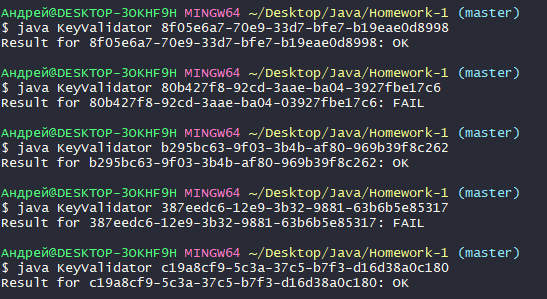 Андрей@DESKTOP-3OKHF9H MINGW64 ~/Desktop/Java/Homework-1 (master)
$ java KeyValidator 8f05e6a7-70e9-33d7-bfe7-b19eae0d8998
Result for 8f05e6a7-70e9-33d7-bfe7-b19eae0d8998: OK
Андрей@DESKTOP-3OKHF9H MINGW64 ~/Desktop/Java/Homework-1 (master)
$ java KeyValidator 80b427f8-92cd-3aae-ba04-3927fbe17c6
Result for 80b427f8-92cd-3aae-ba04-03927fbe17c6: FAIL
Андрей@DESKTOP-3OKHF9H MINGW64 ~/Desktop/Java/Homework-1 (master)
$ java KeyValidator b295bc63-9f03-3b4b-af80-969b39f8c262
Result for b295bc63-9f03-3b4b-af80-969b39f8c262: OK
Андрей@DESKTOP-3OKHF9H MINGW64 ~/Desktop/Java/Homework-1 (master)
$ java KeyValidator 387eedc6-12e9-3b32-9881-63b6b5e85317
Result for 387eedc6-12e9-3b32-9881-63b6b5e85317: FAIL
Андрей@DESKTOP-3OKHF9H MINGW64 ~/Desktop/Java/Homework-1 (master)
$ java KeyValidator c19a8cf9-5c3a-37c5-b7f3-d16d38a0c180
Result for c19a8cf9-5c3a-37c5-b7f3-d16d38a0c180: OK